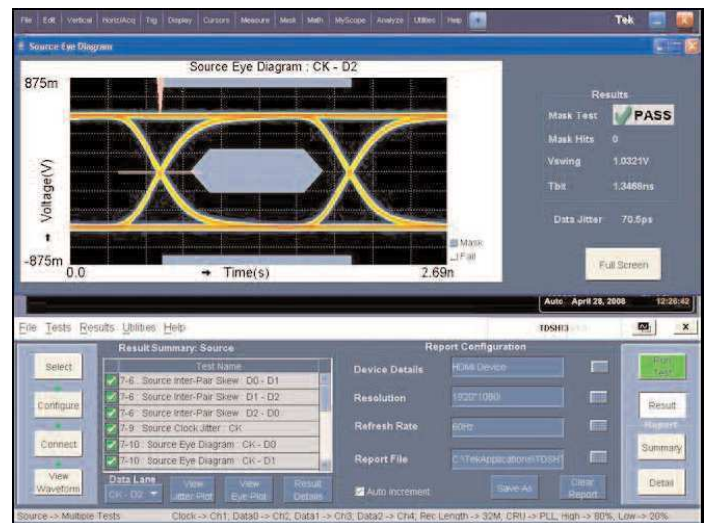 File Edit Vertical Horiz/Acq Trig Display Cursors Measure Mask Math MyScope Analyze Utilities Help
Tek
Source Eye Diagram
Source Eye Diagram : CK - D2
875m
Voltage(V)
-875m
0.0
Time(s)
2.69n
Mask
Fail
Results
Mask Test PASS
Mask Hits 0
Vswing 1.0321V
Tbit 1.3466ns
Data Jitter 70.5ps
Full Screen
Auto April 28, 2008 12:26:42
File Tests Results Utilities Help
TDSHT3
X
Select
Configure
Connect
View Waveform
Result Summary: Source
Test Name
7-6 : Source Inter-Pair Skew : D0 - D1
7-6 : Source Inter-Pair Skew : D1 - D2
7-6 : Source Inter-Pair Skew : D2 - D0
7-9 : Source Clock Jitter : CK
7-10 : Source Eye Diagram : CK - D0
7-10 : Source Eye Diagram : CK - D1
Data Lane
CK - D2
View Jitter Plot
View Eye Plot
Result Details
Report Configuration
Device Details HDMI Device
Resolution 1920*1080i
Refresh Rate 60Hz
Report File C:\TekApplications\TDSHT
Auto Increment
Save As
Clear Report
Run Test
Result
Report
Summary
Detail
Source -> Multiple Tests Clock -> Ch1, Data0 -> Ch2, Data1 -> Ch3, Data2 -> Ch4, Rec Length -> 32M, CRU -> PLL, High -> 80%, Low -> 20%